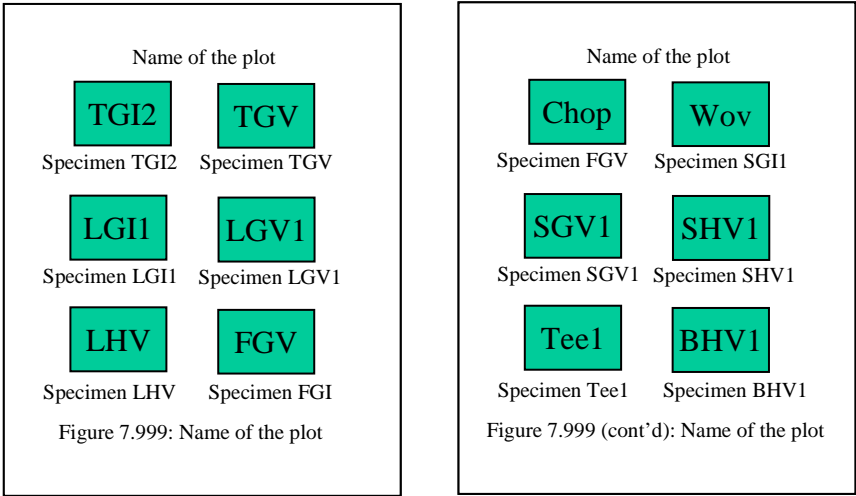 Name of the plot
TGI2 TGV
Specimen TGI2 Specimen TGV
LGI1 LGV1
Specimen LGI1 Specimen LGV1
LHV FGV
Specimen LHV Specimen FGI
Figure 7.999: Name of the plot
Name of the plot
Chop Wov
Specimen FGV Specimen SGI1
SGV1 SHV1
Specimen SGV1 Specimen SHV1
Tee1 BHV1
Specimen Tee1 Specimen BHV1
Figure 7.999 (cont’d): Name of the plot